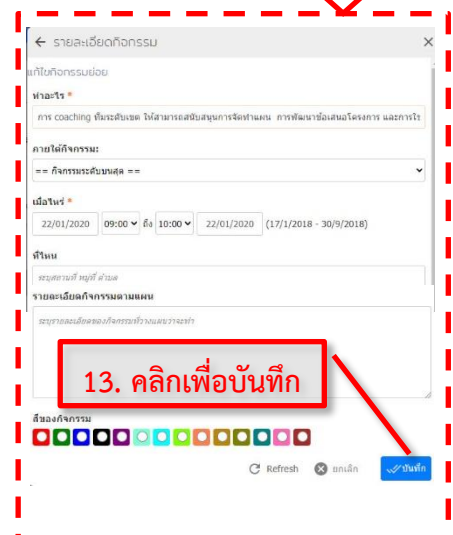 ← รายละเอียดกิจกรรม ×
แก้ไขกิจกรรมย่อย
ทำอะไร *
การ coaching ทีมระดับเขต ให้สามารถสนับสนุนการจัดทำแผน การพัฒนาข้อเสนอโครงการ และการใช
ภายใต้กิจกรรม:
== กิจกรรมระดับบนสุด ==
เมื่อไหร่ *
22/01/2020 09:00 ถึง 10:00 22/01/2020 (17/1/2018 - 30/9/2018)
ที่ไหน
ระบุสถานที่ หมู่ที่ ตำบล
รายละเอียดกิจกรรมตามแผน
ระบุรายละเอียดของกิจกรรมที่วางแผนว่าจะทำ
13. คลิกเพื่อบันทึก
สีของกิจกรรม
Refresh ยกเลิก บันทึก